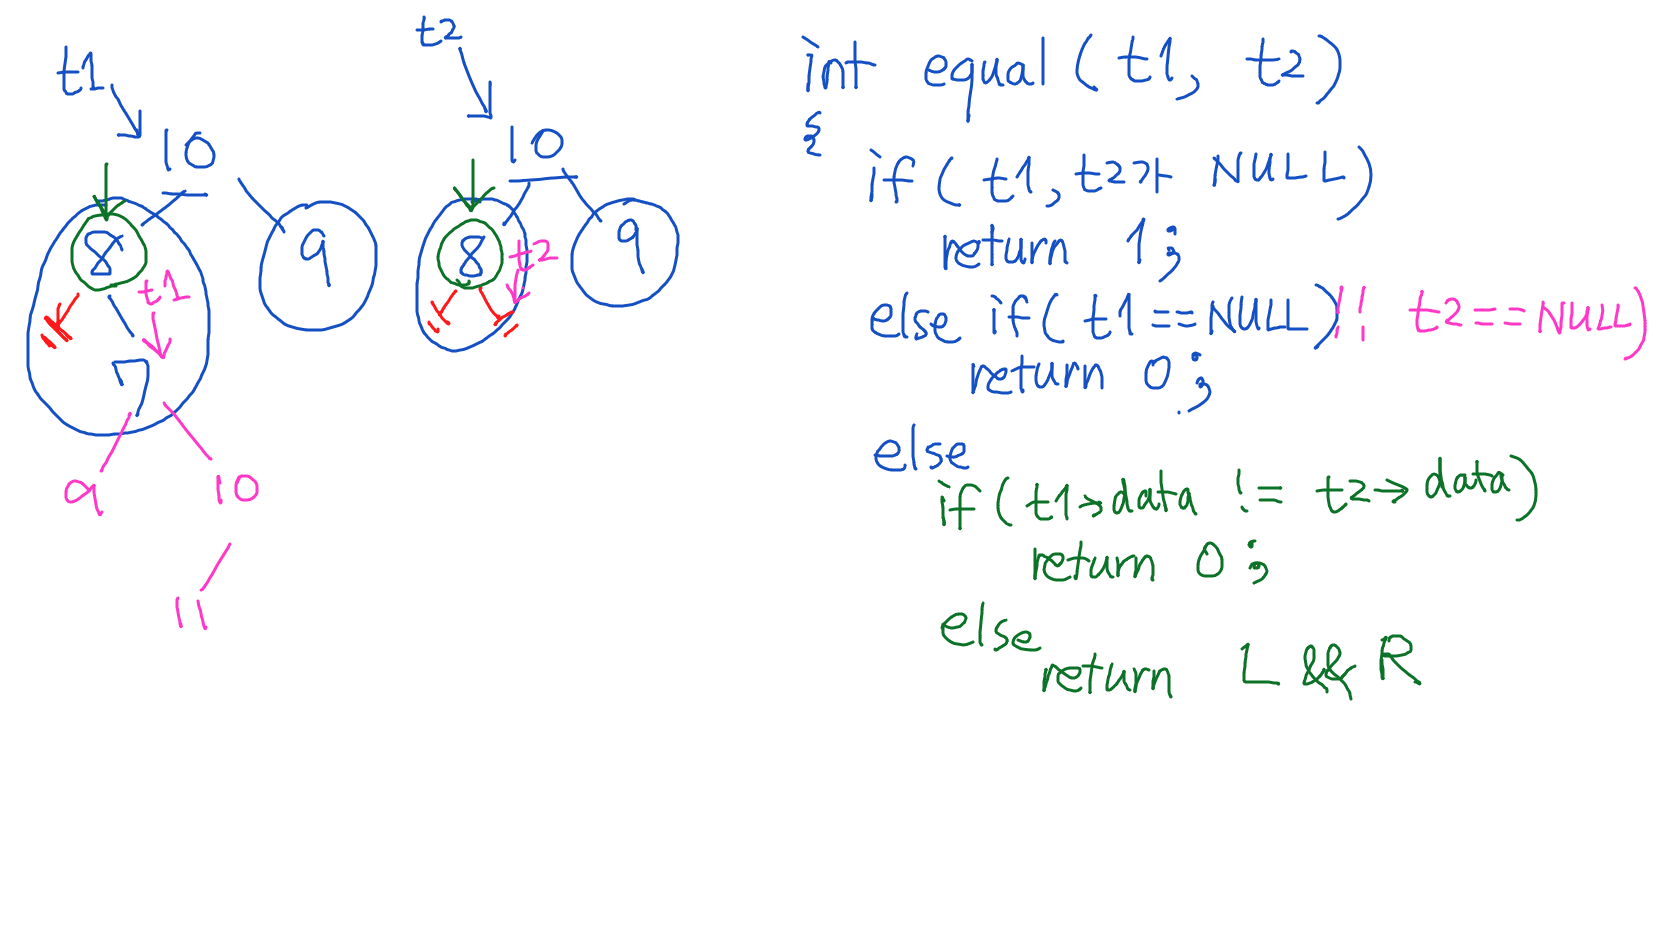 t1
10
8
9
t1
7
9
10
11
t2
10
8
t2
9
int equal ( t1, t2 )
{
if ( t1, t2가 NULL )
return 1 ;
else if ( t1 == NULL ) !! t2 == NULL )
return 0 ;
else
if ( t1→data != t2→ data )
return 0 ;
else
return L && R